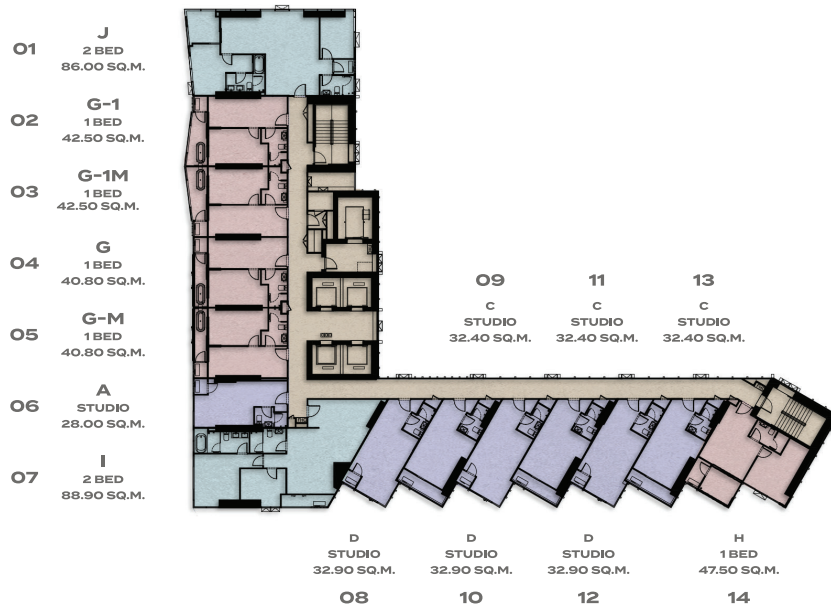 01
J
2 BED
86.00 SQ.M.
02
G-1
1 BED
42.50 SQ.M.
03
G-1M
1 BED
42.50 SQ.M.
04
G
1 BED
40.80 SQ.M.
05
G-M
1 BED
40.80 SQ.M.
06
A
STUDIO
28.00 SQ.M.
07
I
2 BED
88.90 SQ.M.
09
C
STUDIO
32.40 SQ.M.
11
C
STUDIO
32.40 SQ.M.
13
C
STUDIO
32.40 SQ.M.
D
STUDIO
32.90 SQ.M.
08
D
STUDIO
32.90 SQ.M.
10
D
STUDIO
32.90 SQ.M.
12
H
1 BED
47.50 SQ.M.
14